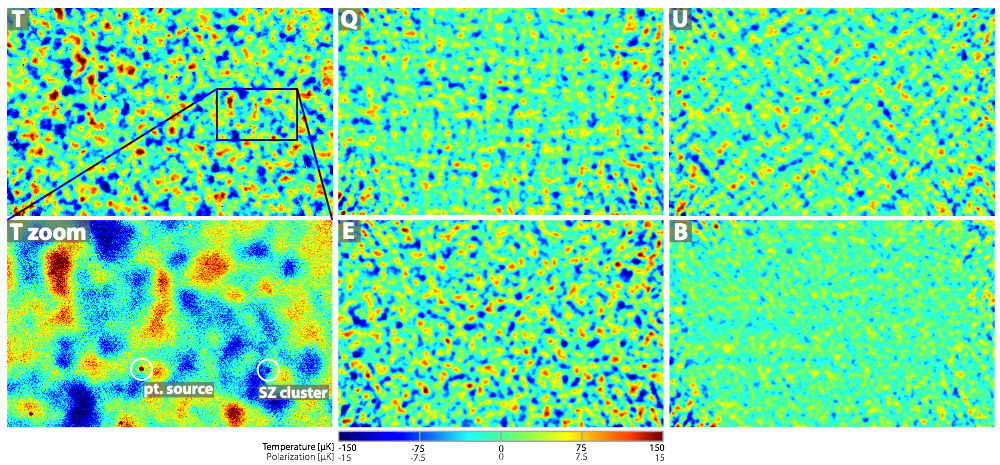 T
Q
U
T zoom
E
B
pt. source
SZ cluster
Temperature [µK] -150 -75 0 75 150
Polarization [µK] -15 -7.5 0 7.5 15